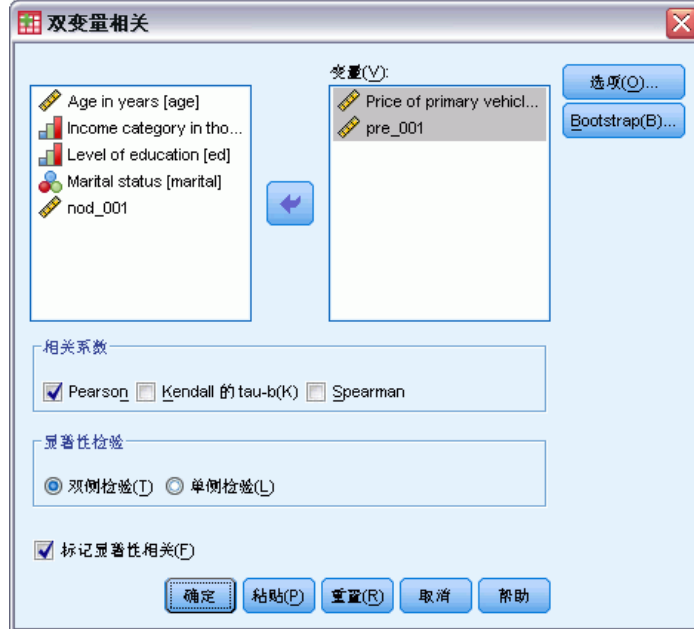 双变量相关
变量(V):
Age in years [age]
Income category in tho...
Level of education [ed]
Marital status [marital]
nod_001
Price of primary vehicl...
pre_001
选项(O)...
Bootstrap(B)...
相关系数
Pearson Kendall 的 tau-b(K) Spearman
显著性检验
双侧检验(T) 单侧检验(L)
标记显著性相关(F)
确定 粘贴(P) 重置(R) 取消 帮助